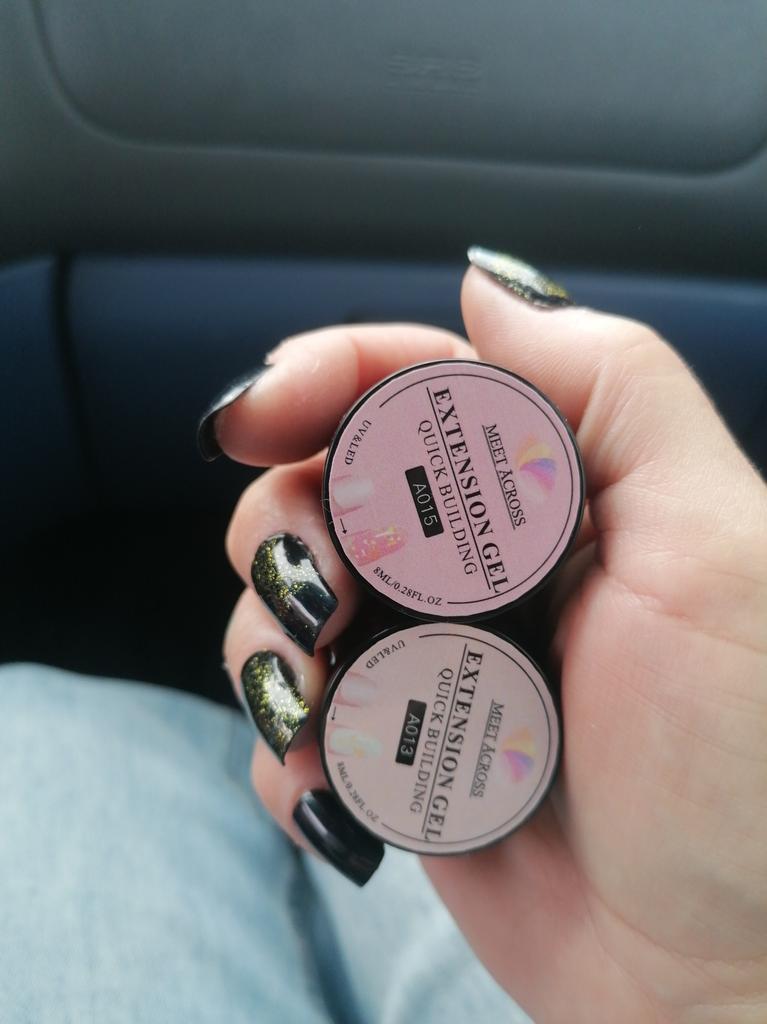 MEET ACROSS
EXTENSION GEL
QUICK BUILDING
A015
UV&LED
8ML/0.28FL.OZ
MEET ACROSS
EXTENSION GEL
QUICK BUILDING
A013
UV&LED
8ML/0.28FL.OZ